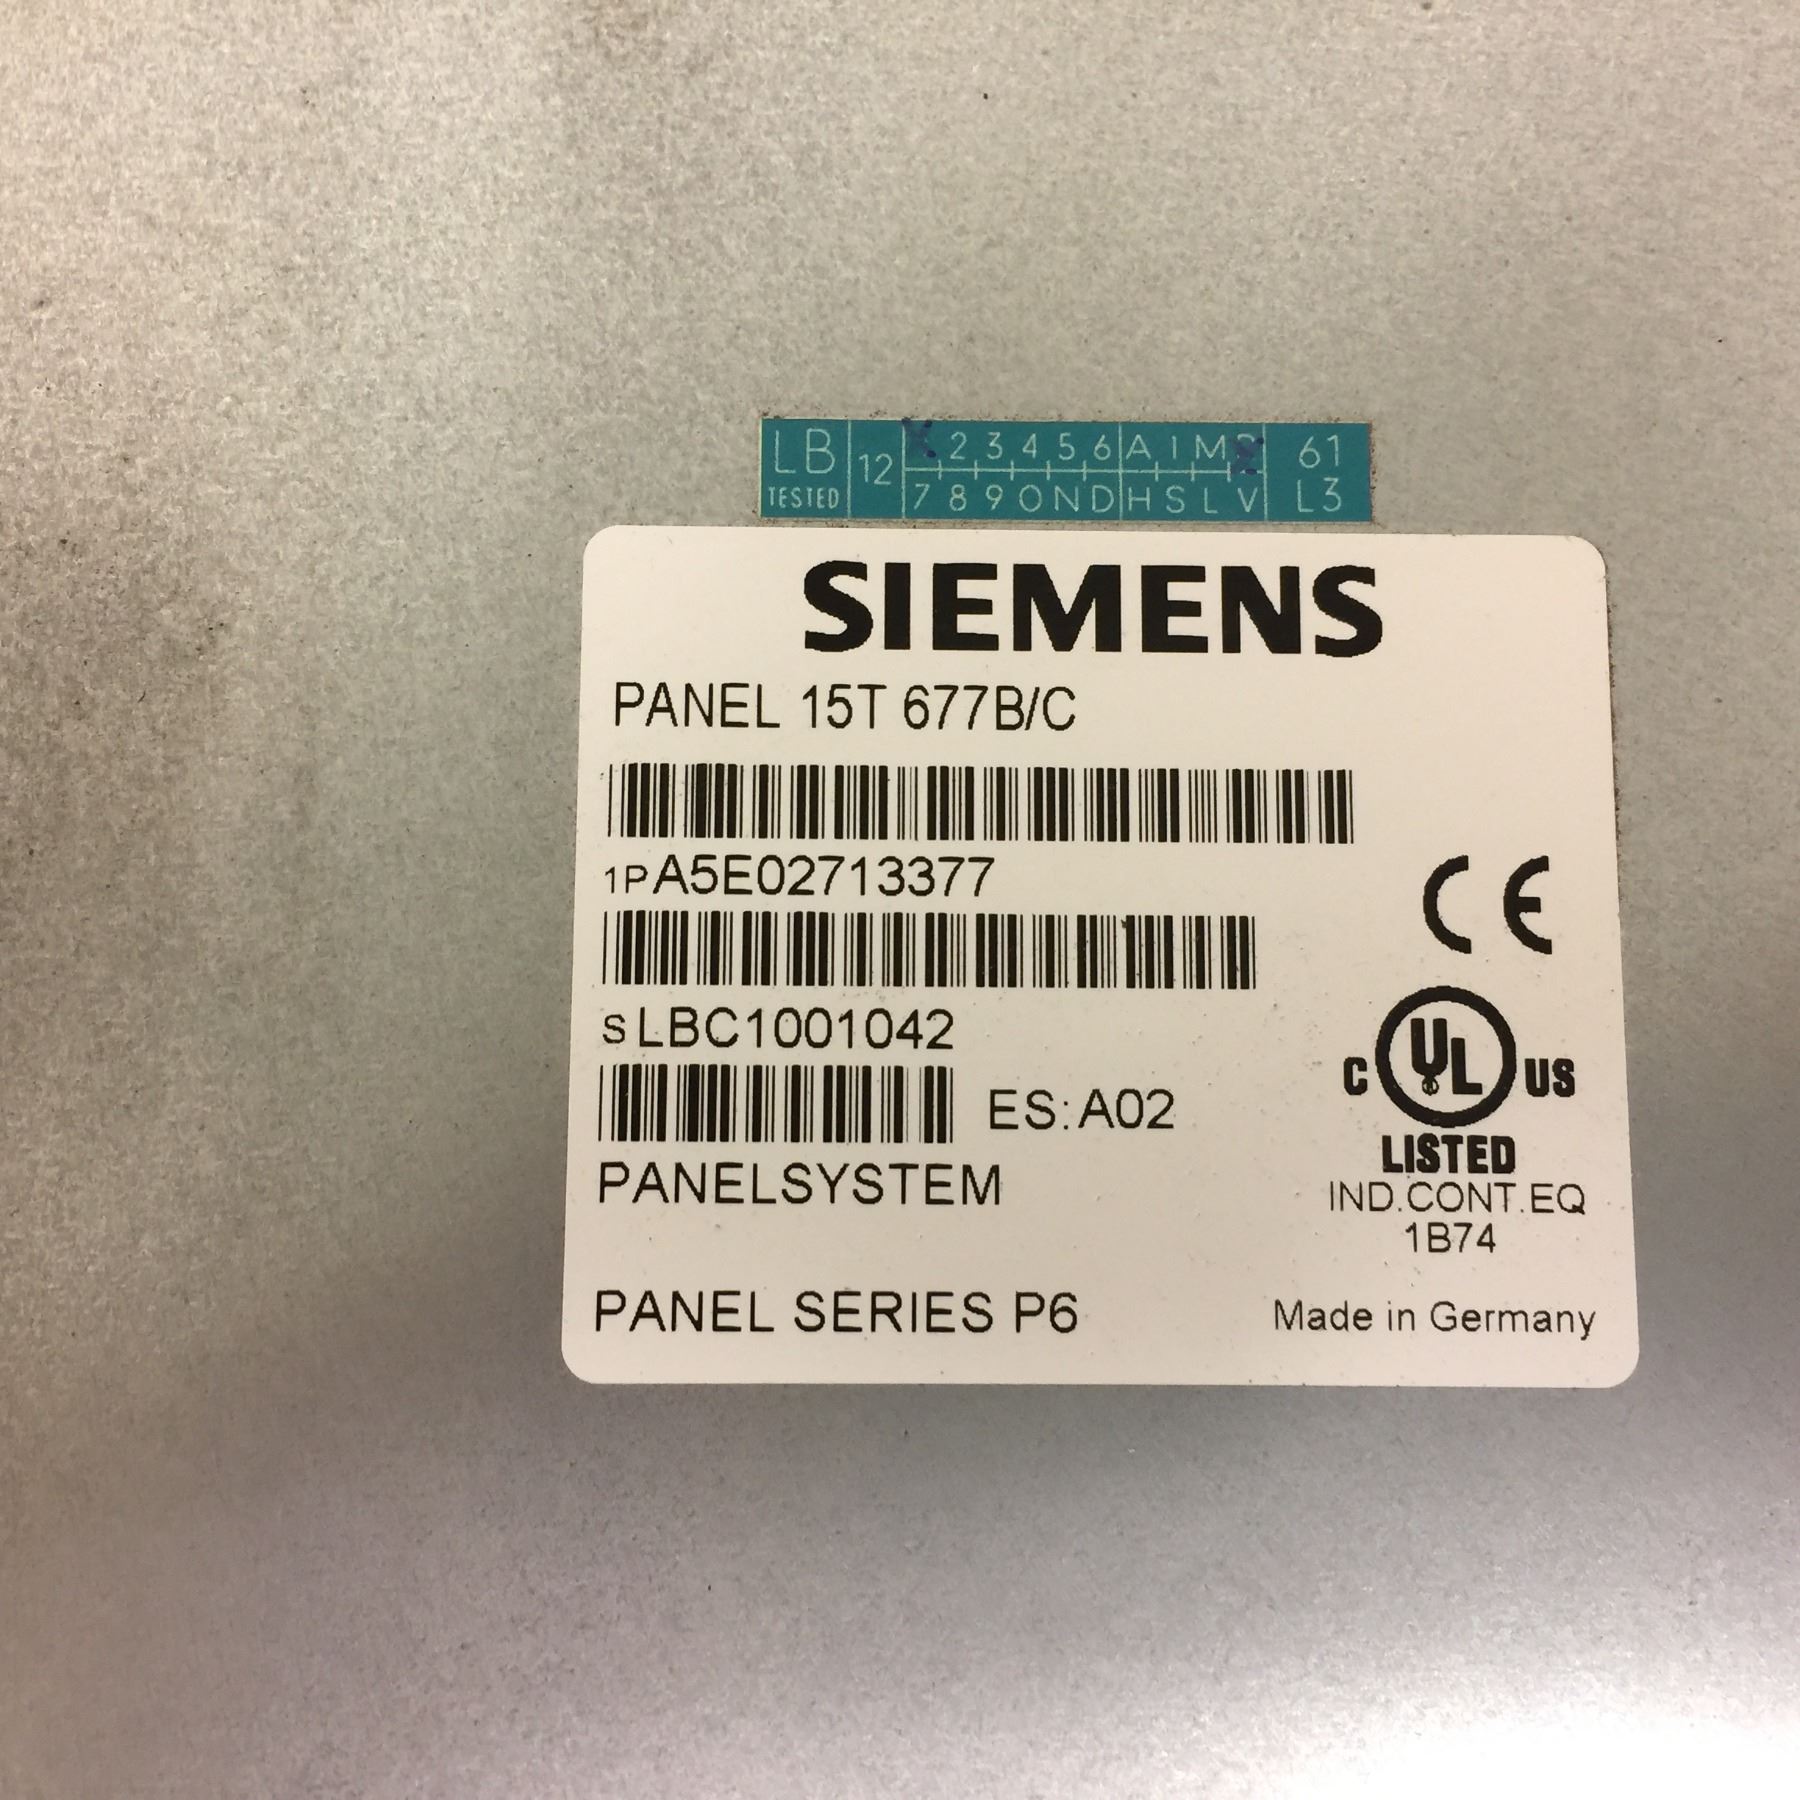 LB 12 2 3 4 5 6 A I M 61
TESTED 7 8 9 O N D H S L V L3
SIEMENS
PANEL 15T 677B/C
1P A5E02713377
S LBC1001042
ES: A02
PANELSYSTEM
CE
C UL US
LISTED
IND.CONT.EQ
1B74
PANEL SERIES P6
Made in Germany